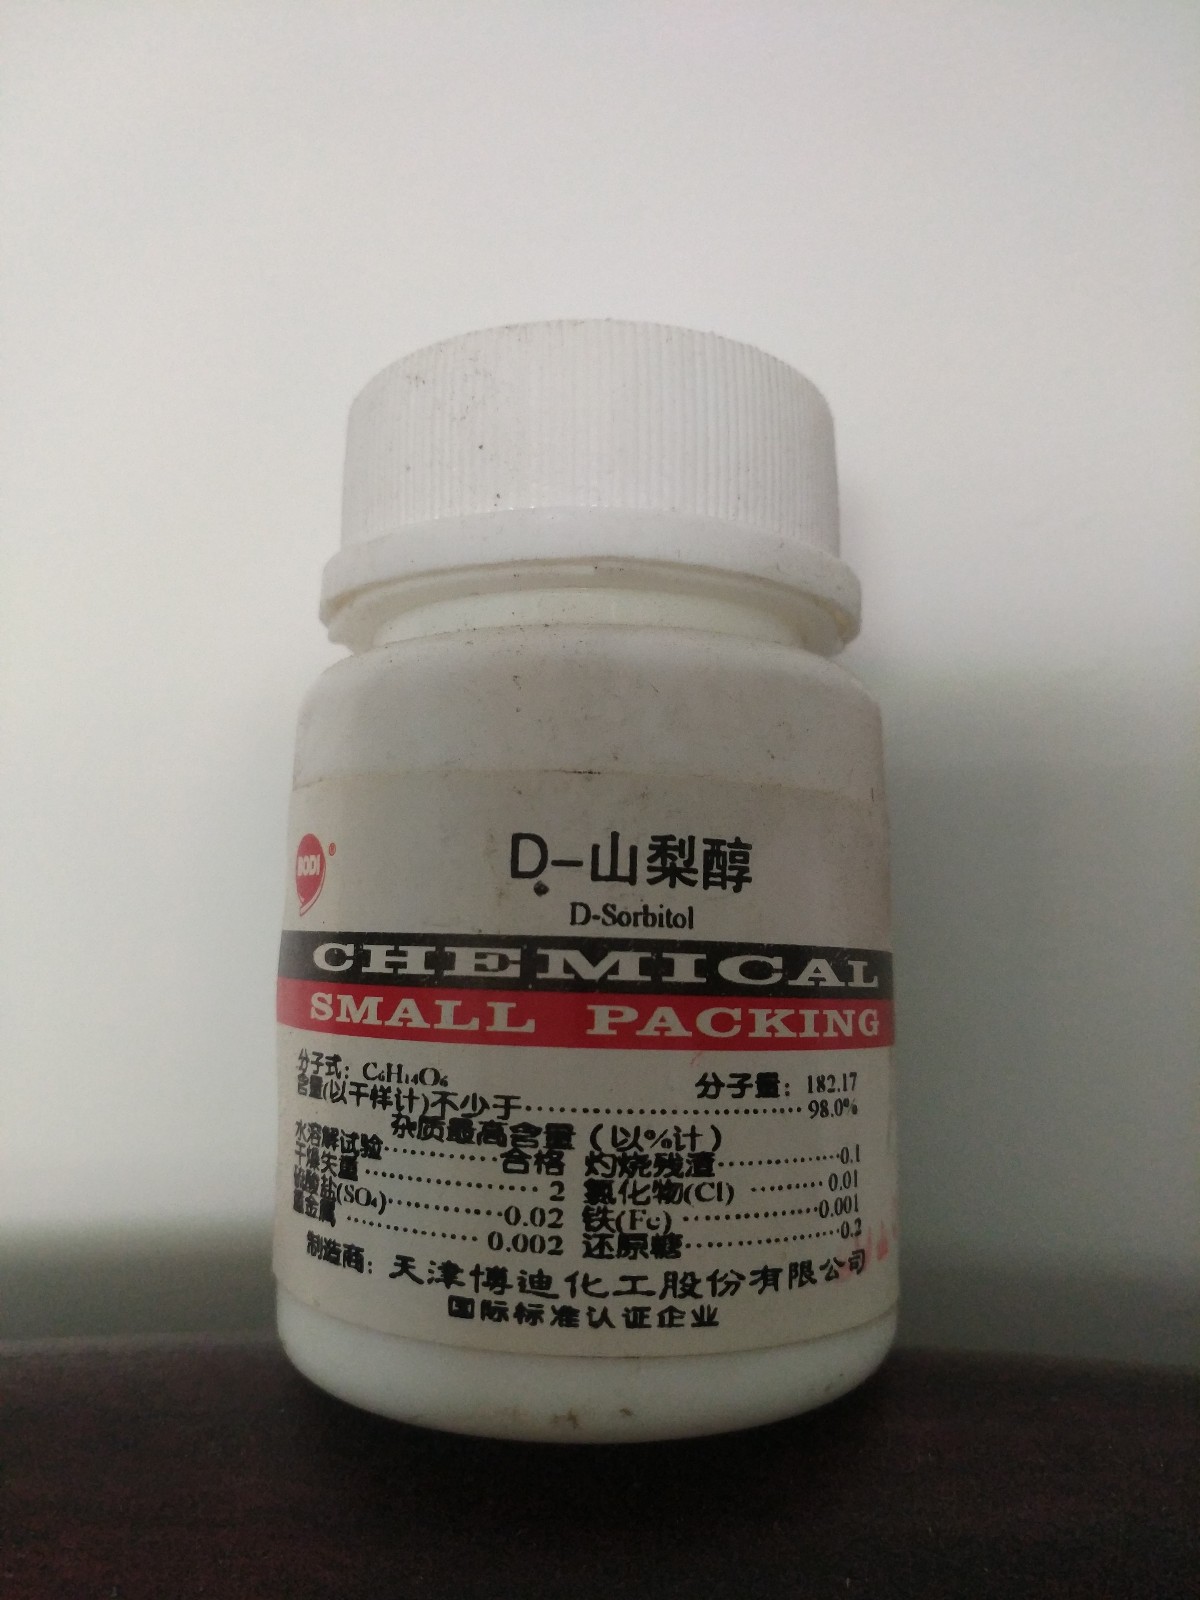 BODI®
D-山梨醇
D-Sorbitol
CHEMICAL
SMALL PACKING
分子式: C₆H₁₄O₆ 分子量: 182.17
含量(以干样计)不少于·····················98.0%
杂质最高含量(以%计)
水溶解试验·········合格 灼烧残渣·········0.1
干燥失量·········2 氯化物(Cl)·········0.01
硫酸盐(SO₄)·········0.02 铁(Fe)·········0.001
重金属·········0.002 还原糖·········0.2
制造商: 天津博迪化工股份有限公司
国际标准认证企业